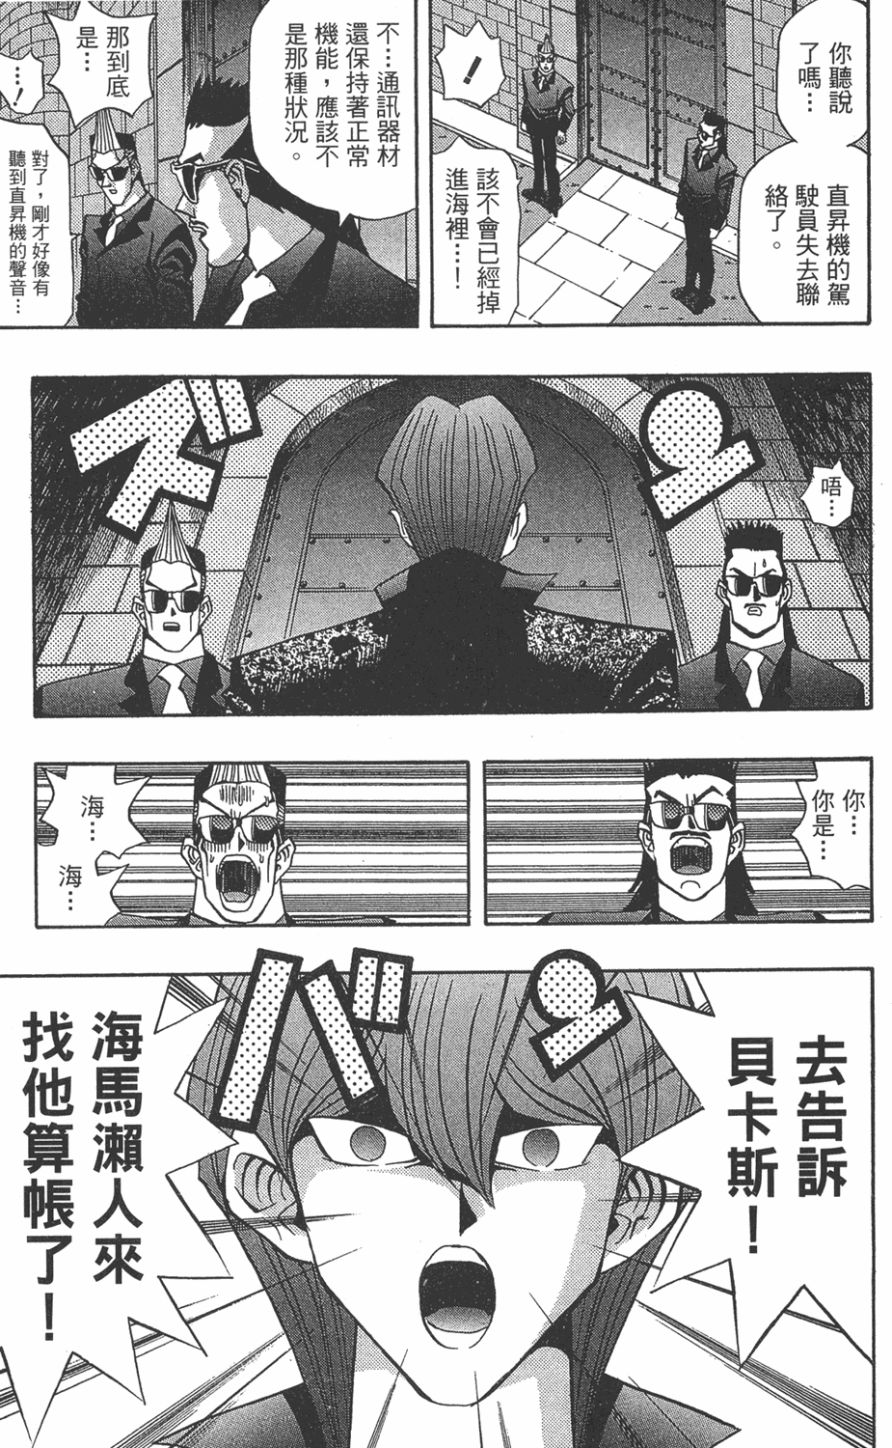 你聽說
了嗎…
直昇機的駕
駛員失去聯
絡了。
！
該不會已經掉
進海裡…！
不…通訊器材
還保持著正常
機能，應該不
是那種狀況。
那到底
是…
…！
對了，剛才好像有
聽到直昇機的聲音…
唔…
ズン
你…
你是…
海…
海…
バン
去告訴
貝卡斯！
海馬瀨人來
找他算帳了！